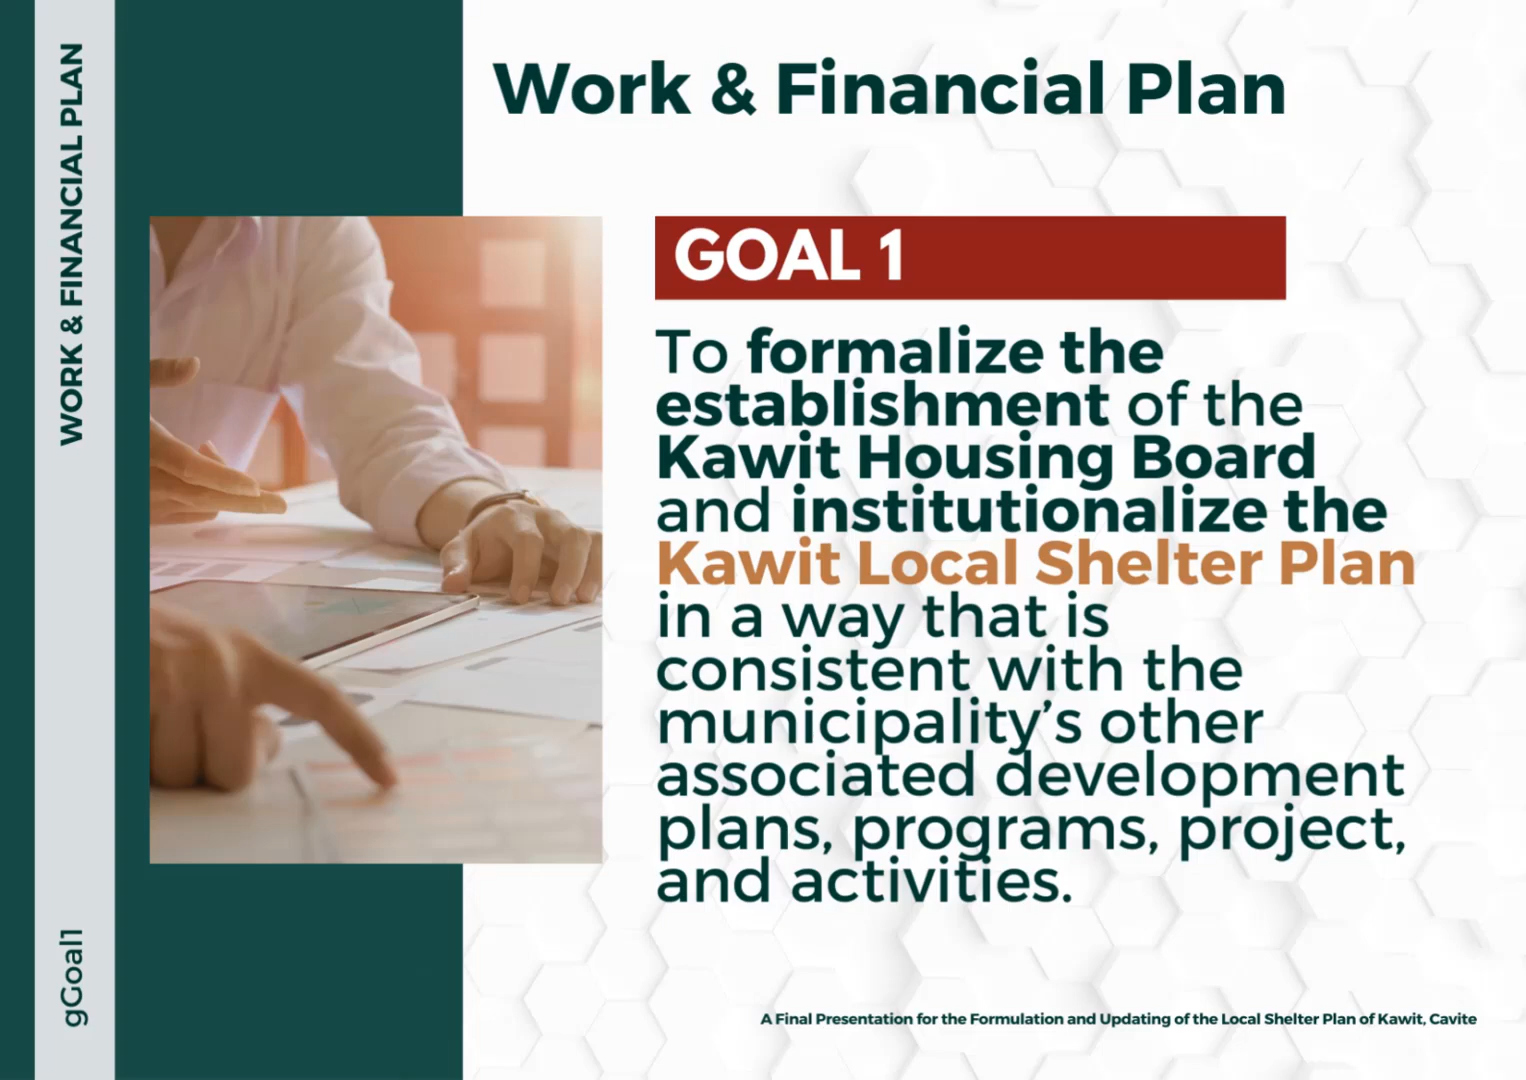 WORK & FINANCIAL PLAN
Work & Financial Plan
GOAL 1
To formalize the
establishment of the
Kawit Housing Board
and institutionalize the
Kawit Local Shelter Plan
in a way that is
consistent with the
municipality’s other
associated development
plans, programs, project,
and activities.
gGoal1
A Final Presentation for the Formulation and Updating of the Local Shelter Plan of Kawit, Cavite